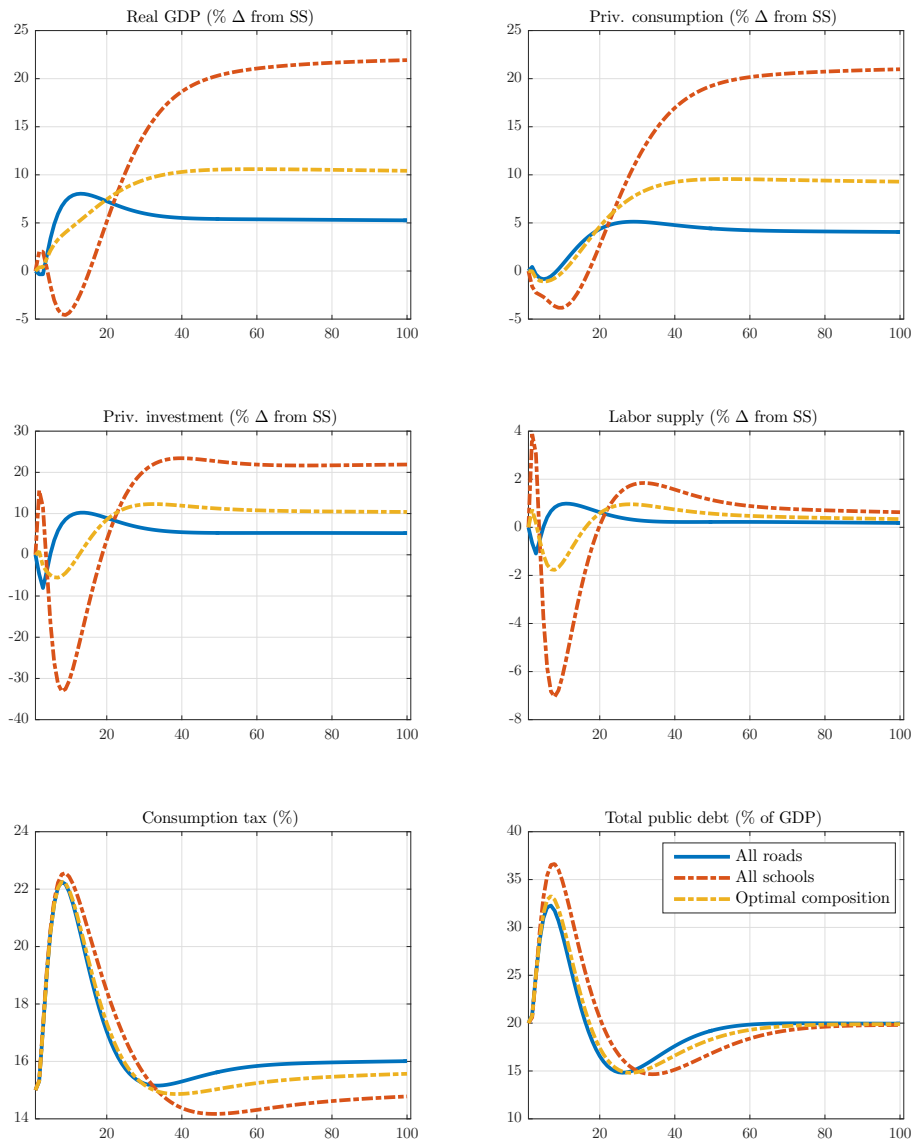 Real GDP (% Δ from SS)
25
20
15
10
5
0
-5
20 40 60 80 100
Priv. consumption (% Δ from SS)
25
20
15
10
5
0
-5
20 40 60 80 100
Priv. investment (% Δ from SS)
30
20
10
0
-10
-20
-30
-40
20 40 60 80 100
Labor supply (% Δ from SS)
4
2
0
-2
-4
-6
-8
20 40 60 80 100
Consumption tax (%)
24
22
20
18
16
14
20 40 60 80 100
Total public debt (% of GDP)
40
35
30
25
20
15
10
20 40 60 80 100
All roads
All schools
Optimal composition